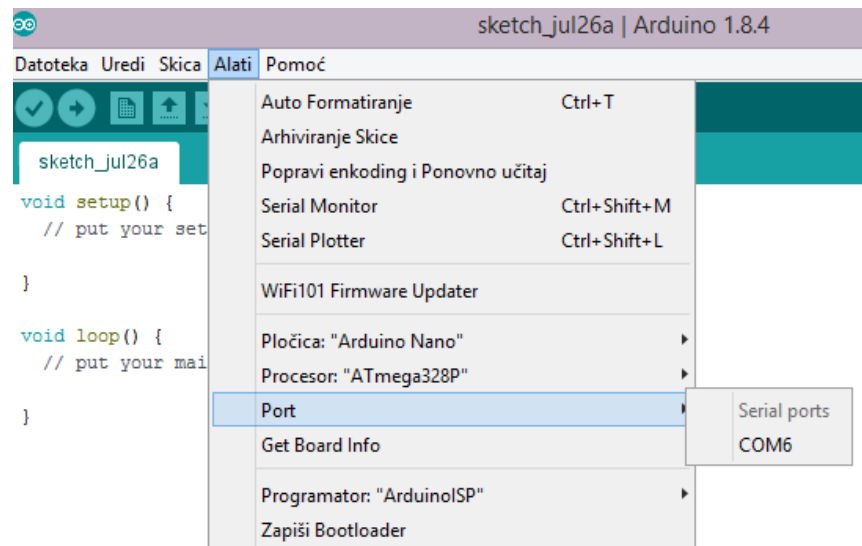 sketch_jul26a | Arduino 1.8.4
Datoteka Uredi Skica Alati Pomoć
Auto Formatiranje Ctrl+T
Arhiviranje Skice
Popravi enkoding i Ponovno učitaj
Serial Monitor Ctrl+Shift+M
Serial Plotter Ctrl+Shift+L
WiFi101 Firmware Updater
Pločica: "Arduino Nano"
Procesor: "ATmega328P"
Port
Get Board Info
Programator: "ArduinoISP"
Zapiši Bootloader
Serial ports
COM6
sketch_jul26a
void setup() {
// put your set
}
void loop() {
// put your mai
}